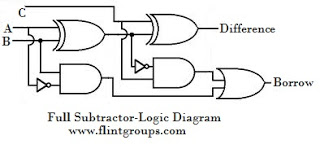 C
A
B
Difference
Borrow
Full Subtractor-Logic Diagram
www.flintgroups.com